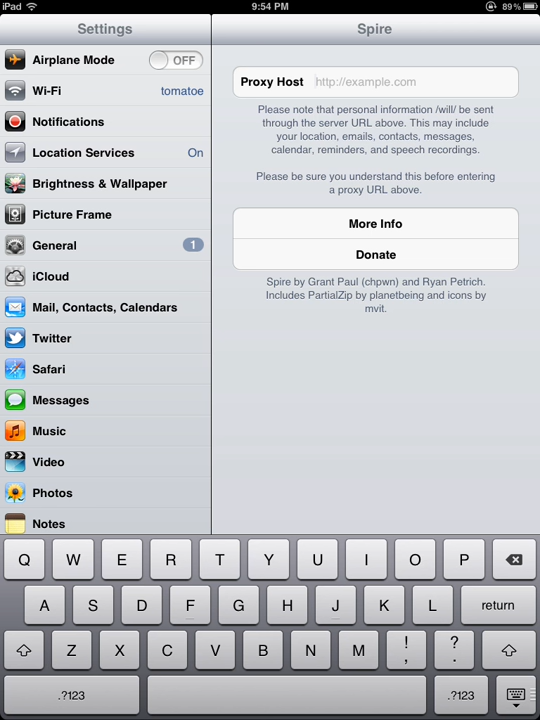 iPad
9:54 PM
89%
Settings
Airplane Mode
OFF
Wi-Fi
tomatoe
Notifications
Location Services
On
Brightness & Wallpaper
Picture Frame
General
1
iCloud
Mail, Contacts, Calendars
Twitter
Safari
Messages
Music
Video
Photos
Notes
Spire
Proxy Host http://example.com
Please note that personal information /will/ be sent
through the server URL above. This may include
your location, emails, contacts, messages,
calendar, reminders, and speech recordings.
Please be sure you understand this before entering
a proxy URL above.
More Info
Donate
Spire by Grant Paul (chpwn) and Ryan Petrich.
Includes PartialZip by planetbeing and icons by
mvit.
Q W E R T Y U I O P
A S D F G H J K L return
Z X C V B N M ! , ? .
.?123 .?123